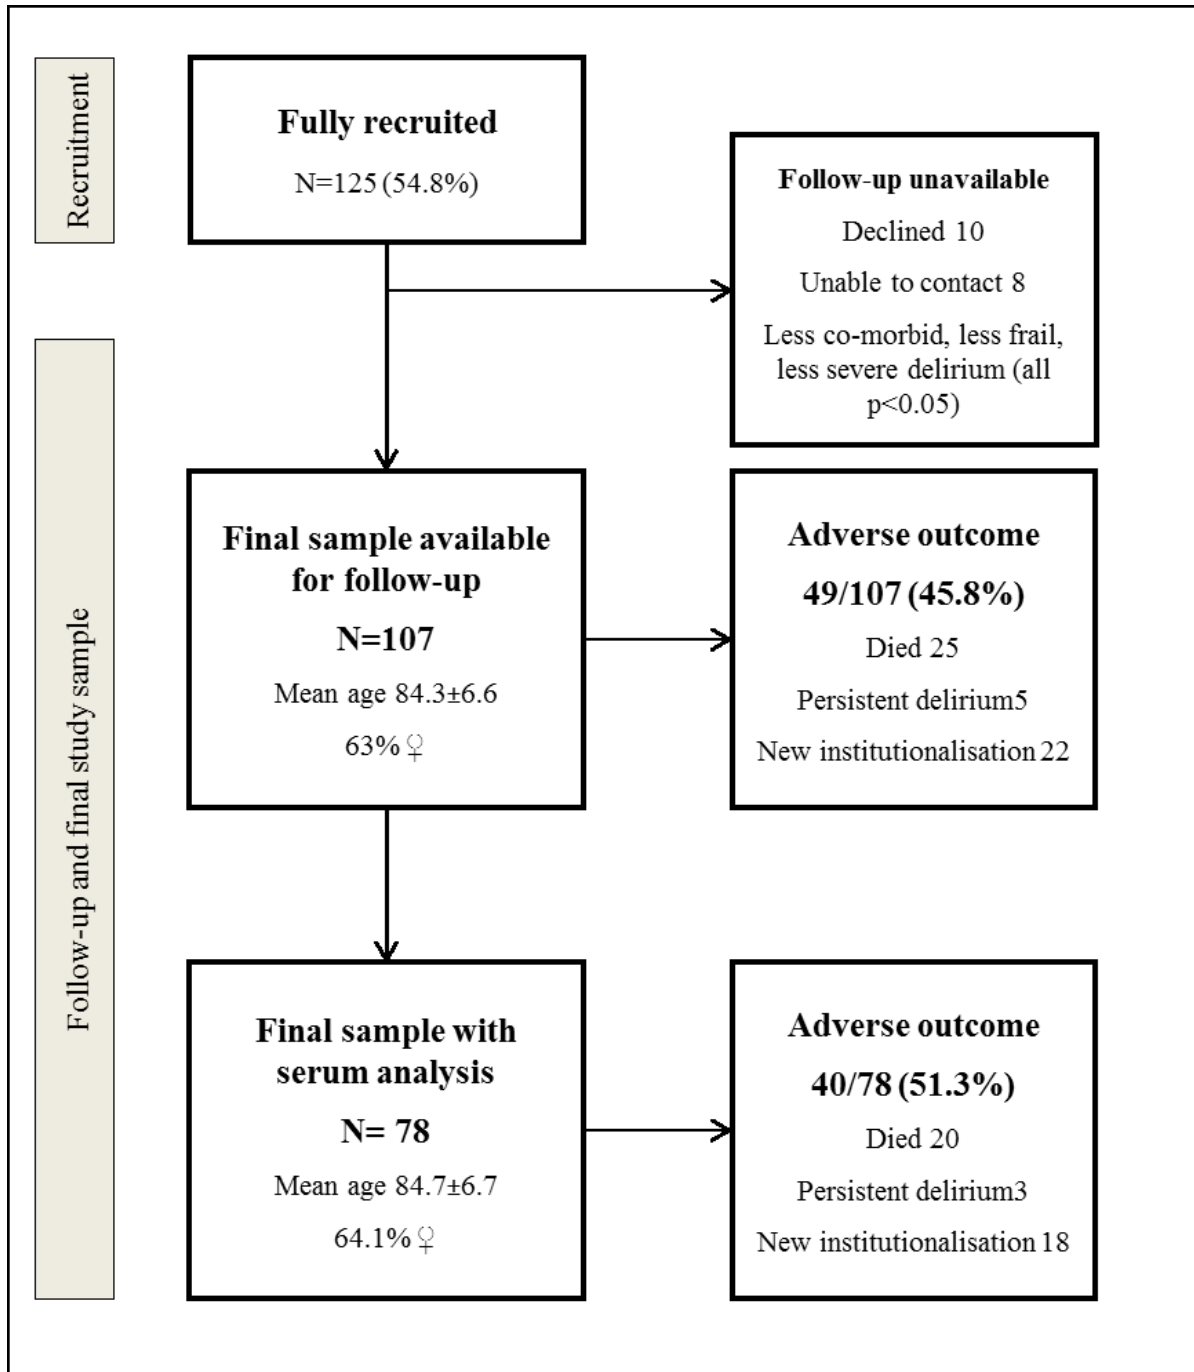 Recruitment
Fully recruited
N=125 (54.8%)
Follow-up unavailable
Declined 10
Unable to contact 8
Less co-morbid, less frail,
less severe delirium (all
p<0.05)
Follow-up and final study sample
Final sample available
for follow-up
N=107
Mean age 84.3±6.6
63% ♀
Adverse outcome
49/107 (45.8%)
Died 25
Persistent delirium5
New institutionalisation 22
Final sample with
serum analysis
N= 78
Mean age 84.7±6.7
64.1% ♀
Adverse outcome
40/78 (51.3%)
Died 20
Persistent delirium3
New institutionalisation 18